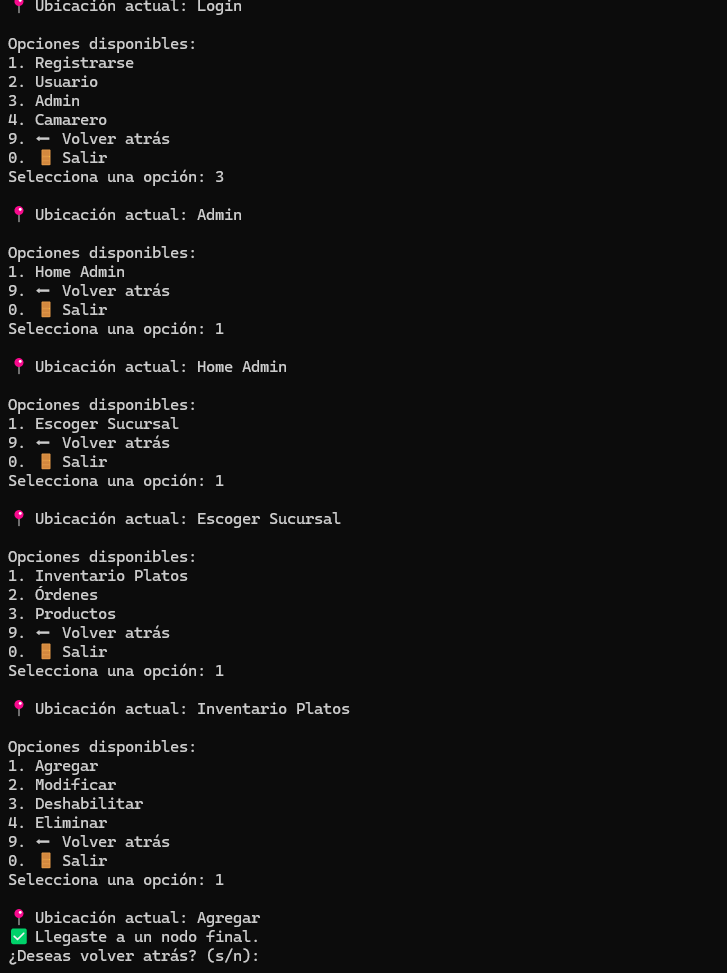 📍 Ubicación actual: Login
Opciones disponibles:
1. Registrarse
2. Usuario
3. Admin
4. Camarero
9. ⬅ Volver atrás
0. 🚪 Salir
Selecciona una opción: 3
📍 Ubicación actual: Admin
Opciones disponibles:
1. Home Admin
9. ⬅ Volver atrás
0. 🚪 Salir
Selecciona una opción: 1
📍 Ubicación actual: Home Admin
Opciones disponibles:
1. Escoger Sucursal
9. ⬅ Volver atrás
0. 🚪 Salir
Selecciona una opción: 1
📍 Ubicación actual: Escoger Sucursal
Opciones disponibles:
1. Inventario Platos
2. Órdenes
3. Productos
9. ⬅ Volver atrás
0. 🚪 Salir
Selecciona una opción: 1
📍 Ubicación actual: Inventario Platos
Opciones disponibles:
1. Agregar
2. Modificar
3. Deshabilitar
4. Eliminar
9. ⬅ Volver atrás
0. 🚪 Salir
Selecciona una opción: 1
📍 Ubicación actual: Agregar
✅ Llegaste a un nodo final.
¿Deseas volver atrás? (s/n):